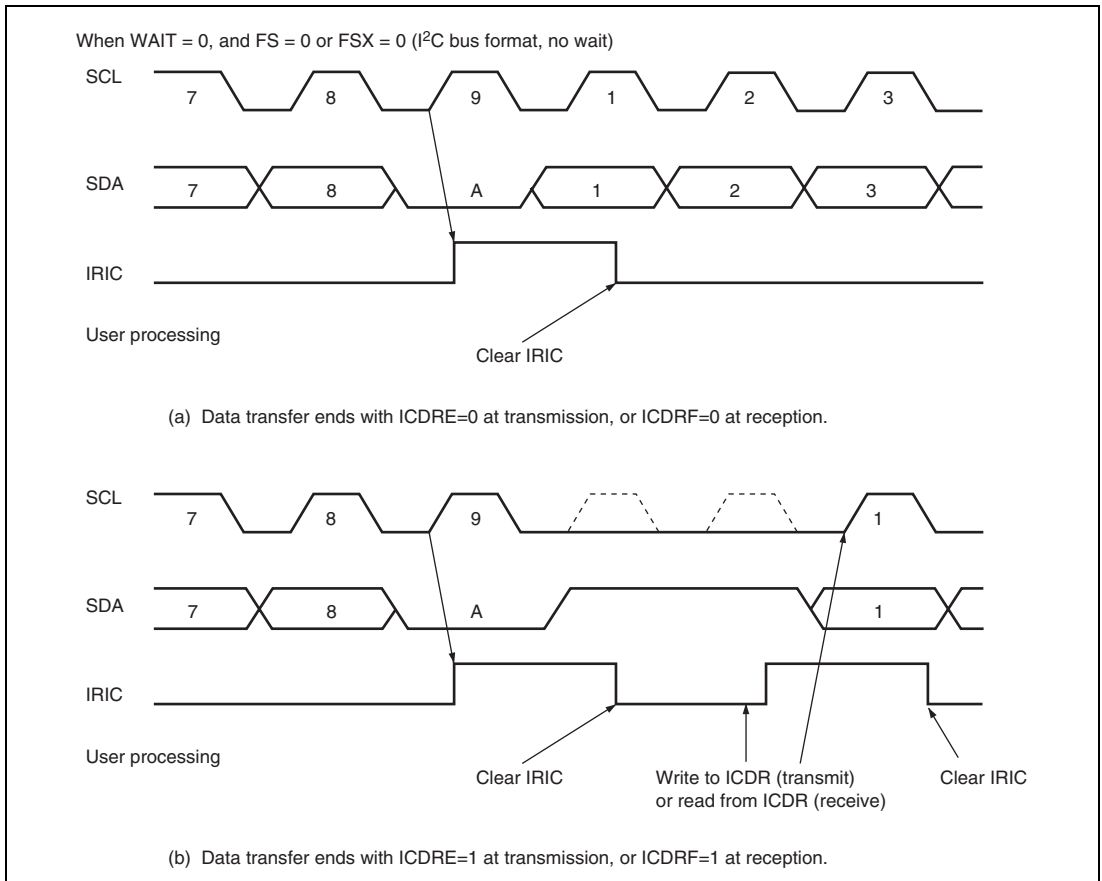 When WAIT = 0, and FS = 0 or FSX = 0 (I²C bus format, no wait)
SCL
7 8 9 1 2 3
SDA
7 8 A 1 2 3
IRIC
User processing
Clear IRIC
(a) Data transfer ends with ICDRE=0 at transmission, or ICDRF=0 at reception.
SCL
7 8 9 1
SDA
7 8 A 1
IRIC
User processing
Clear IRIC
Write to ICDR (transmit)
or read from ICDR (receive)
Clear IRIC
(b) Data transfer ends with ICDRE=1 at transmission, or ICDRF=1 at reception.